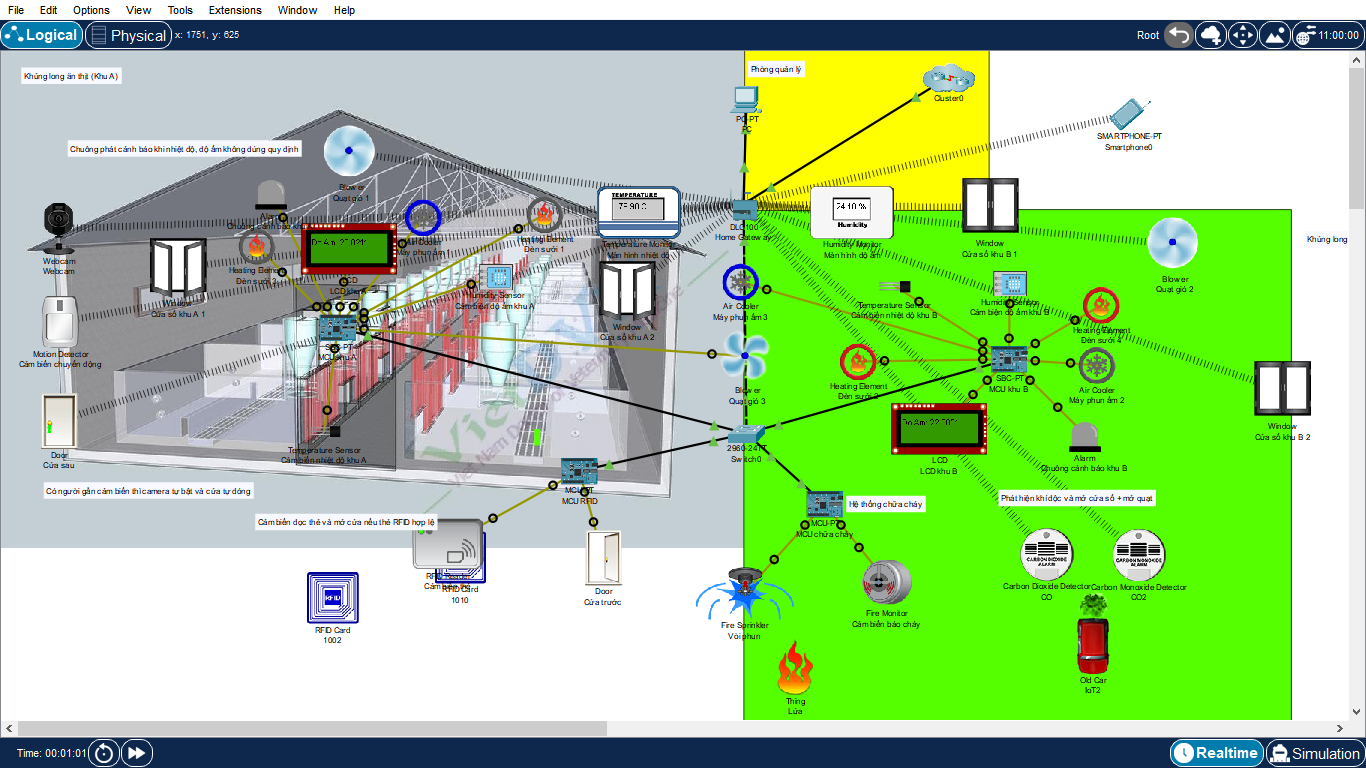 File Edit Options View Tools Extensions Window Help
Logical Physical x: 1751, y: 625 Root 11:00:00
Khủng long ăn thịt (Khu A)
Phòng quản lý
Cluster0
PC-PT
PC
SMARTPHONE-PT
Smartphone0
Chuông phát cảnh báo khi nhiệt độ, độ ẩm không đúng quy định
Blower
Quạt gió 1
TEMPERATURE
24.10 %
Humidity
Humidity Monitor
Màn hình độ ẩm
Temperature Monitor
Màn hình nhiệt độ
DLC100
Home Gateway
Window
Cửa sổ khu B 1
Khủng long
Blower
Quạt gió 2
Webcam
Webcam
Alarm
Chuông cảnh báo khu
Heating Element
Đèn sưởi 2
LCD
LCD khu
Air Cooler
Máy phun ẩm
Heating Element
Đèn sưởi 1
Window
Cửa sổ khu A 1
Humidity Sensor
Cảm biến độ ẩm khu A
Window
Cửa sổ khu A 2
Air Cooler
Máy phun ẩm 3
Temperature Sensor
Cảm biến nhiệt độ khu B
Humidity Sensor
Cảm biến độ ẩm khu B
Heating Element
Đèn sưởi 4
SBC-PT
MCU khu A
Motion Detector
Cảm biến chuyển động
Blower
Quạt gió 3
Heating Element
SBC-PT
MCU khu B
Air Cooler
Máy phun ẩm 2
Window
Cửa sổ khu B 2
Door
Cửa sau
Temperature Sensor
Cảm biến nhiệt độ khu A
2960-24TT
Switch0
LCD
LCD khu B
Alarm
Chuông cảnh báo khu B
Có người gần cảm biến thì camera tự bật và cửa tự đóng
MCU-PT
MCU RFID
Hệ thống chữa cháy
MCU-PT
MCU chữa cháy
Phát hiện khí độc và mở cửa sổ + mở quạt
Cảm biến đọc thẻ và mở cửa nếu thẻ RFID hợp lệ
CARBON DIOXIDE
ALARM
CARBON MONOXIDE
ALARM
Carbon Dioxide Detector
CO
Carbon Monoxide Detector
CO2
RFID Reader
Cảm biến thẻ
RFID Card
1010
Door
Cửa trước
RFID
RFID Card
1002
Fire Sprinkler
Vòi phun
Fire Monitor
Cảm biến báo cháy
Old Car
IoT2
Thing
Lửa
Time: 00:01:01 Realtime Simulation